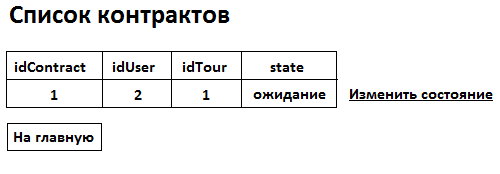 Список контрактов
idContract idUser idTour state
1 2 1 ожидание Изменить состояние
На главную